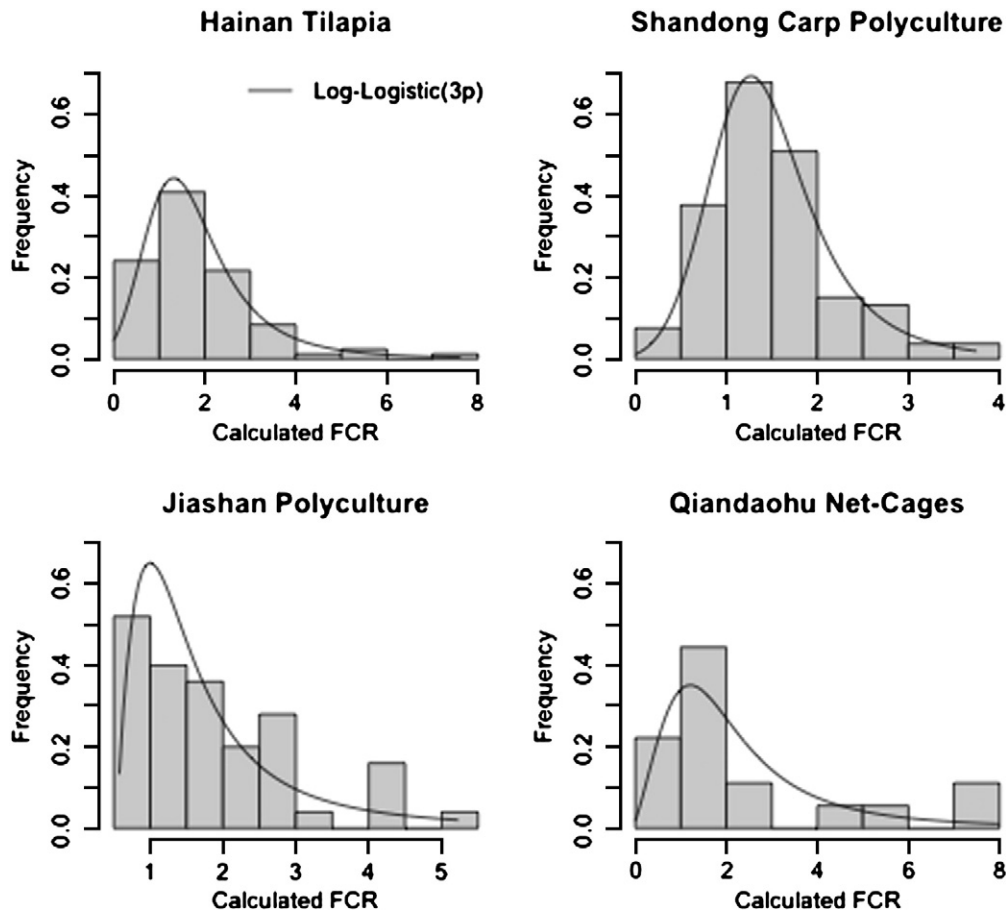 Hainan Tilapia
Shandong Carp Polyculture
Log-Logistic(3p)
Frequency
0.0 0.2 0.4 0.6
0 2 4 6 8
Calculated FCR
Frequency
0.0 0.2 0.4 0.6
0 1 2 3 4
Calculated FCR
Jiashan Polyculture
Qiandaohu Net-Cages
Frequency
0.0 0.2 0.4 0.6
1 2 3 4 5
Calculated FCR
Frequency
0.0 0.2 0.4 0.6
0 2 4 6 8
Calculated FCR